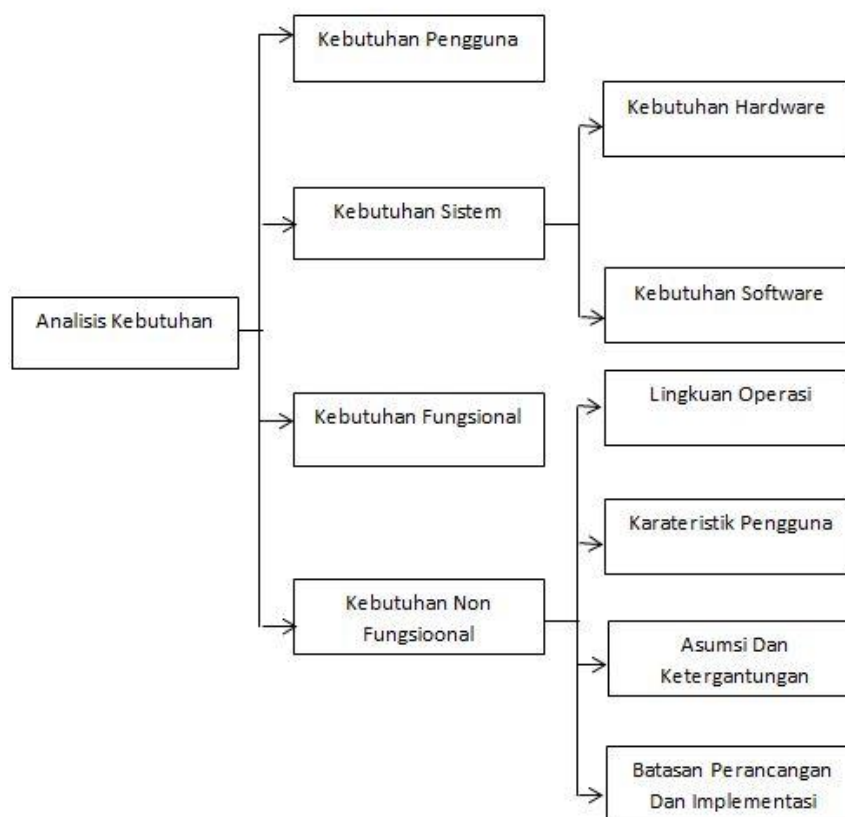 Kebutuhan Pengguna
Kebutuhan Hardware
Kebutuhan Sistem
Kebutuhan Software
Analisis Kebutuhan
Lingkuan Operasi
Kebutuhan Fungsional
Karateristik Pengguna
Kebutuhan Non
Fungsioonal
Asumsi Dan
Ketergantungan
Batasan Perancangan
Dan Implementasi